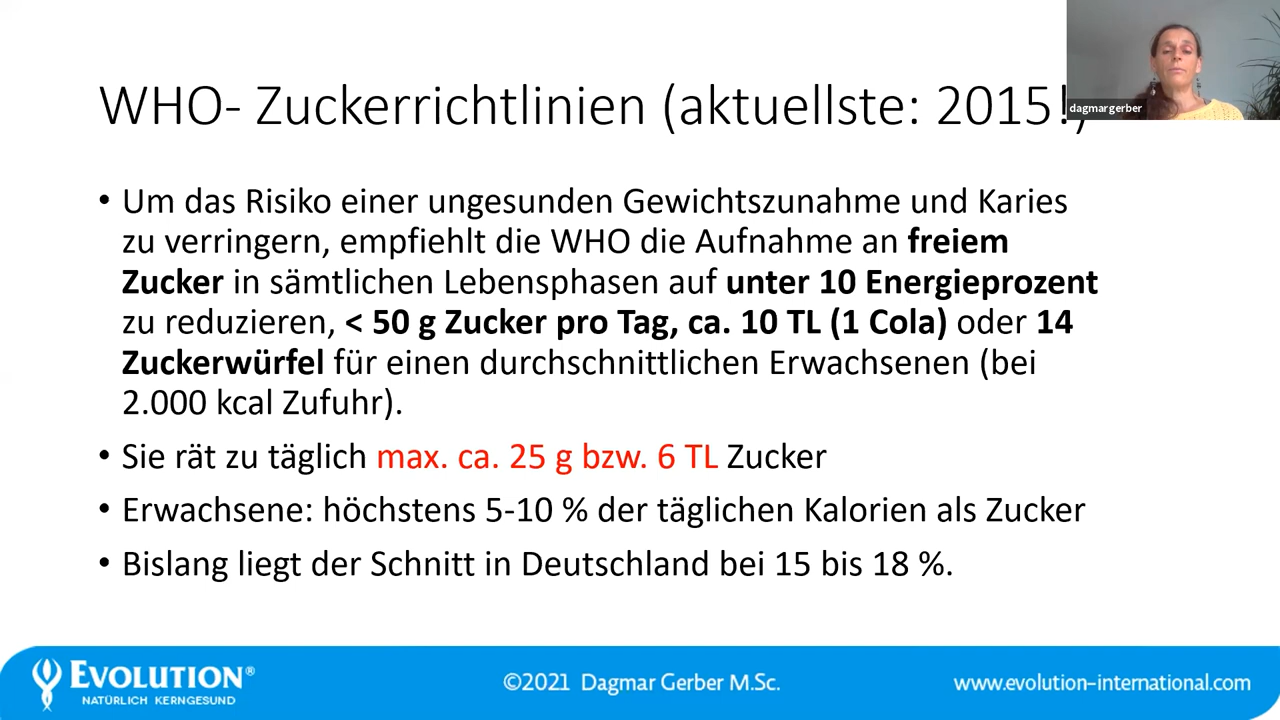 WHO- Zuckerrichtlinien (aktuellste: 2015!)
dagmargerber
• Um das Risiko einer ungesunden Gewichtszunahme und Karies
zu verringern, empfiehlt die WHO die Aufnahme an freiem
Zucker in sämtlichen Lebensphasen auf unter 10 Energieprozent
zu reduzieren, < 50 g Zucker pro Tag, ca. 10 TL (1 Cola) oder 14
Zuckerwürfel für einen durchschnittlichen Erwachsenen (bei
2.000 kcal Zufuhr).
• Sie rät zu täglich max. ca. 25 g bzw. 6 TL Zucker
• Erwachsene: höchstens 5-10 % der täglichen Kalorien als Zucker
• Bislang liegt der Schnitt in Deutschland bei 15 bis 18 %.
EVOLUTION®
NATÜRLICH KERNGESUND
©2021 Dagmar Gerber M.Sc.
www.evolution-international.com